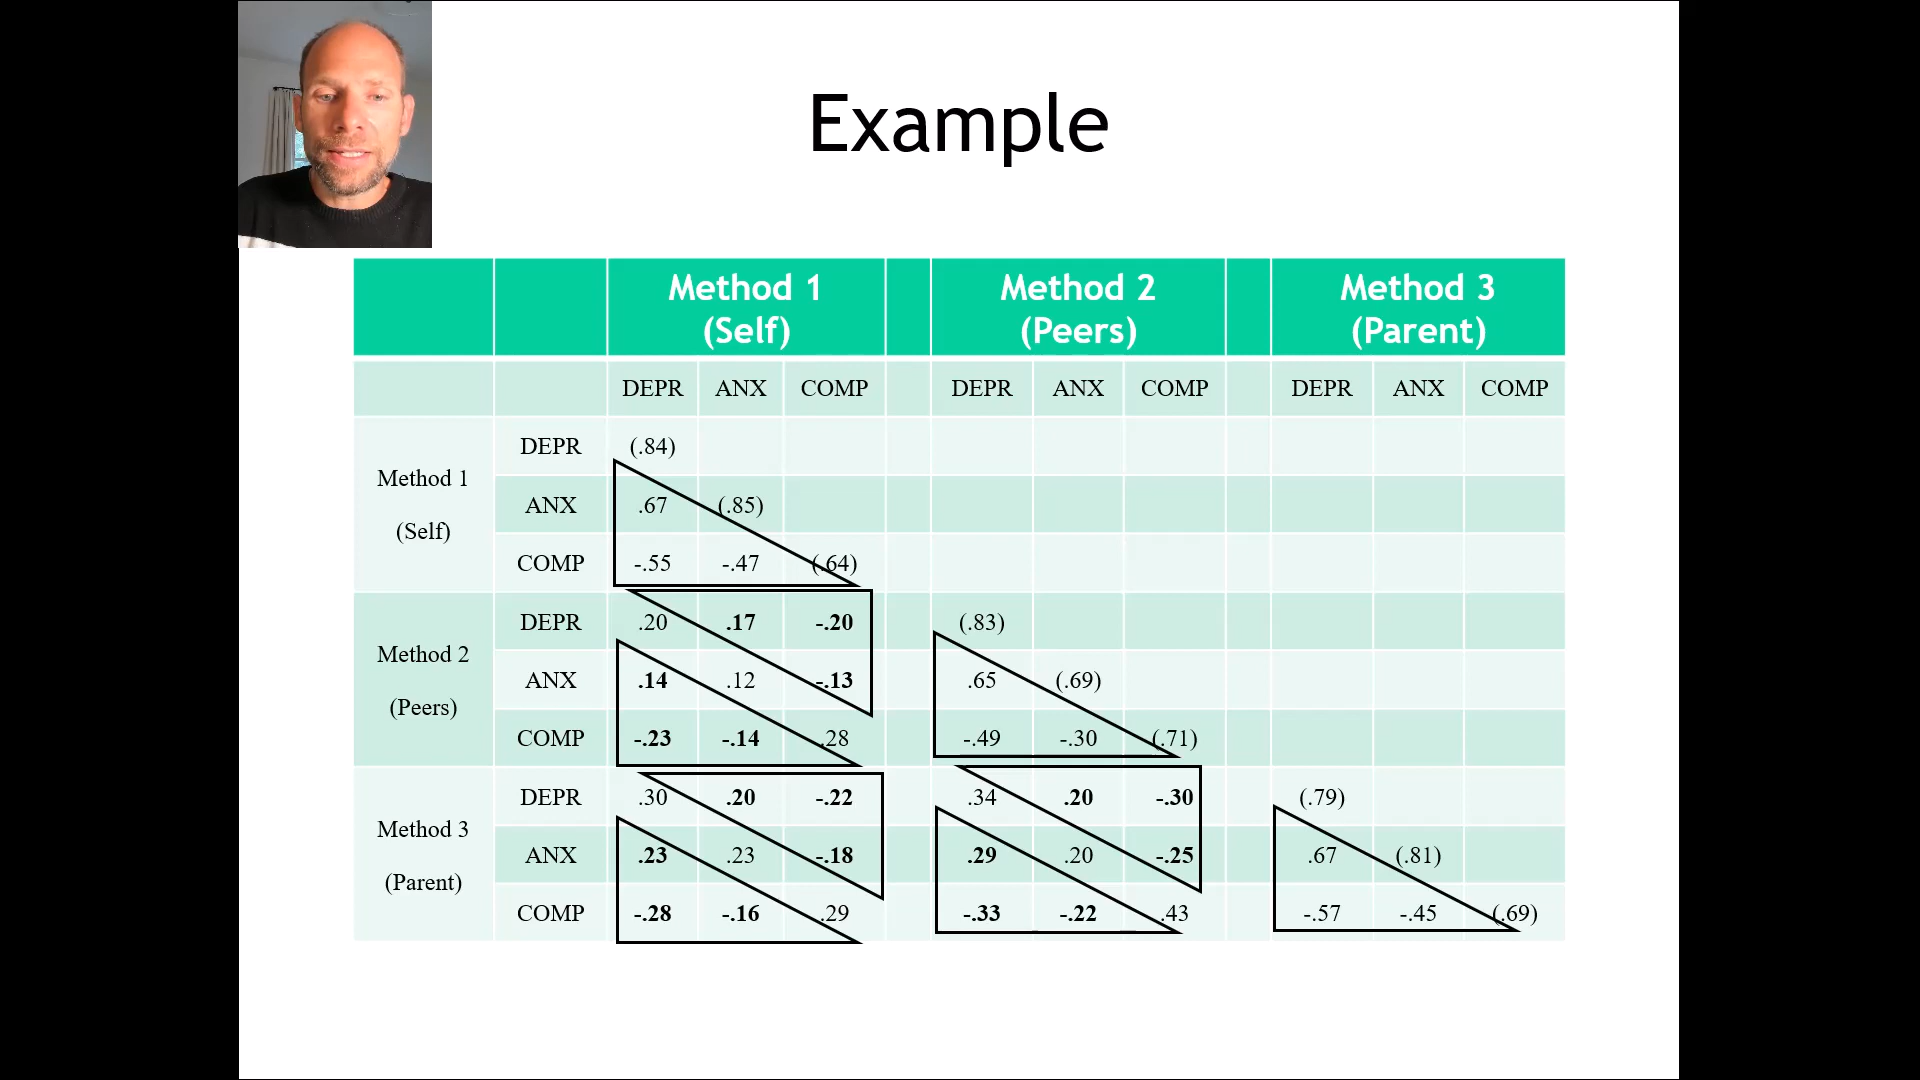 Example
Method 1 Method 2 Method 3
(Self) (Peers) (Parent)
DEPR ANX COMP DEPR ANX COMP DEPR ANX COMP
Method 1
(Self)
DEPR (.84)
ANX .67 (.85)
COMP -.55 -.47 (.64)
Method 2
(Peers)
DEPR .20 .17 -.20 (.83)
ANX .14 .12 -.13 .65 (.69)
COMP -.23 -.14 .28 -.49 -.30 (.71)
Method 3
(Parent)
DEPR .30 .20 -.22 .34 .20 -.30 (.79)
ANX .23 .23 -.18 .29 .20 -.25 .67 (.81)
COMP -.28 -.16 .29 -.33 -.22 .43 -.57 -.45 (.69)